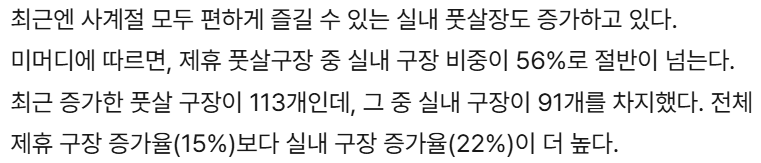 최근엔 사계절 모두 편하게 즐길 수 있는 실내 풋살장도 증가하고 있다.
미머디에 따르면, 제휴 풋살구장 중 실내 구장 비중이 56%로 절반이 넘는다.
최근 증가한 풋살 구장이 113개인데, 그 중 실내 구장이 91개를 차지했다. 전체
제휴 구장 증가율(15%)보다 실내 구장 증가율(22%)이 더 높다.